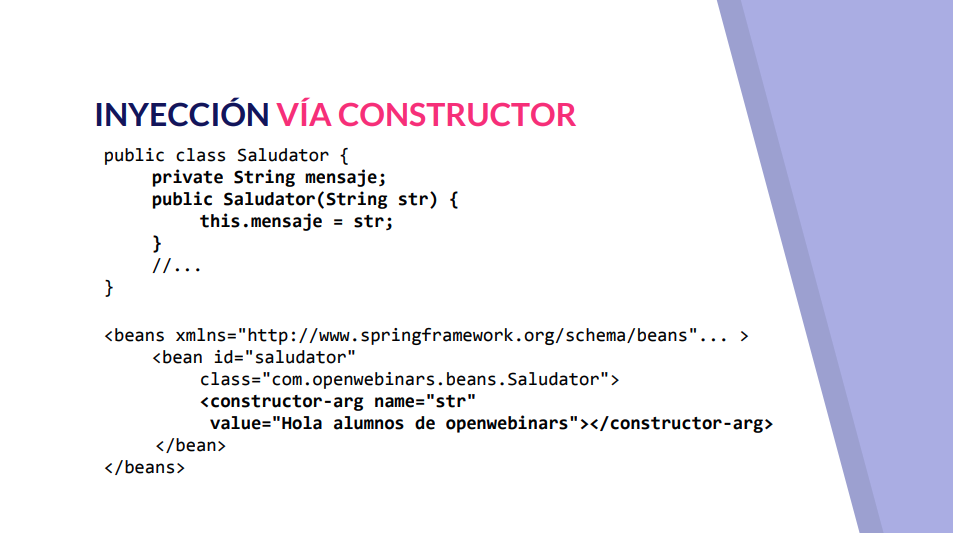 INYECCIÓN VÍA CONSTRUCTOR
public class Saludator {
private String mensaje;
public Saludator(String str) {
this.mensaje = str;
}
//...
}
<beans xmlns="http://www.springframework.org/schema/beans"... >
<bean id="saludator"
class="com.openwebinars.beans.Saludator">
<constructor-arg name="str"
value="Hola alumnos de openwebinars"></constructor-arg>
</bean>
</beans>